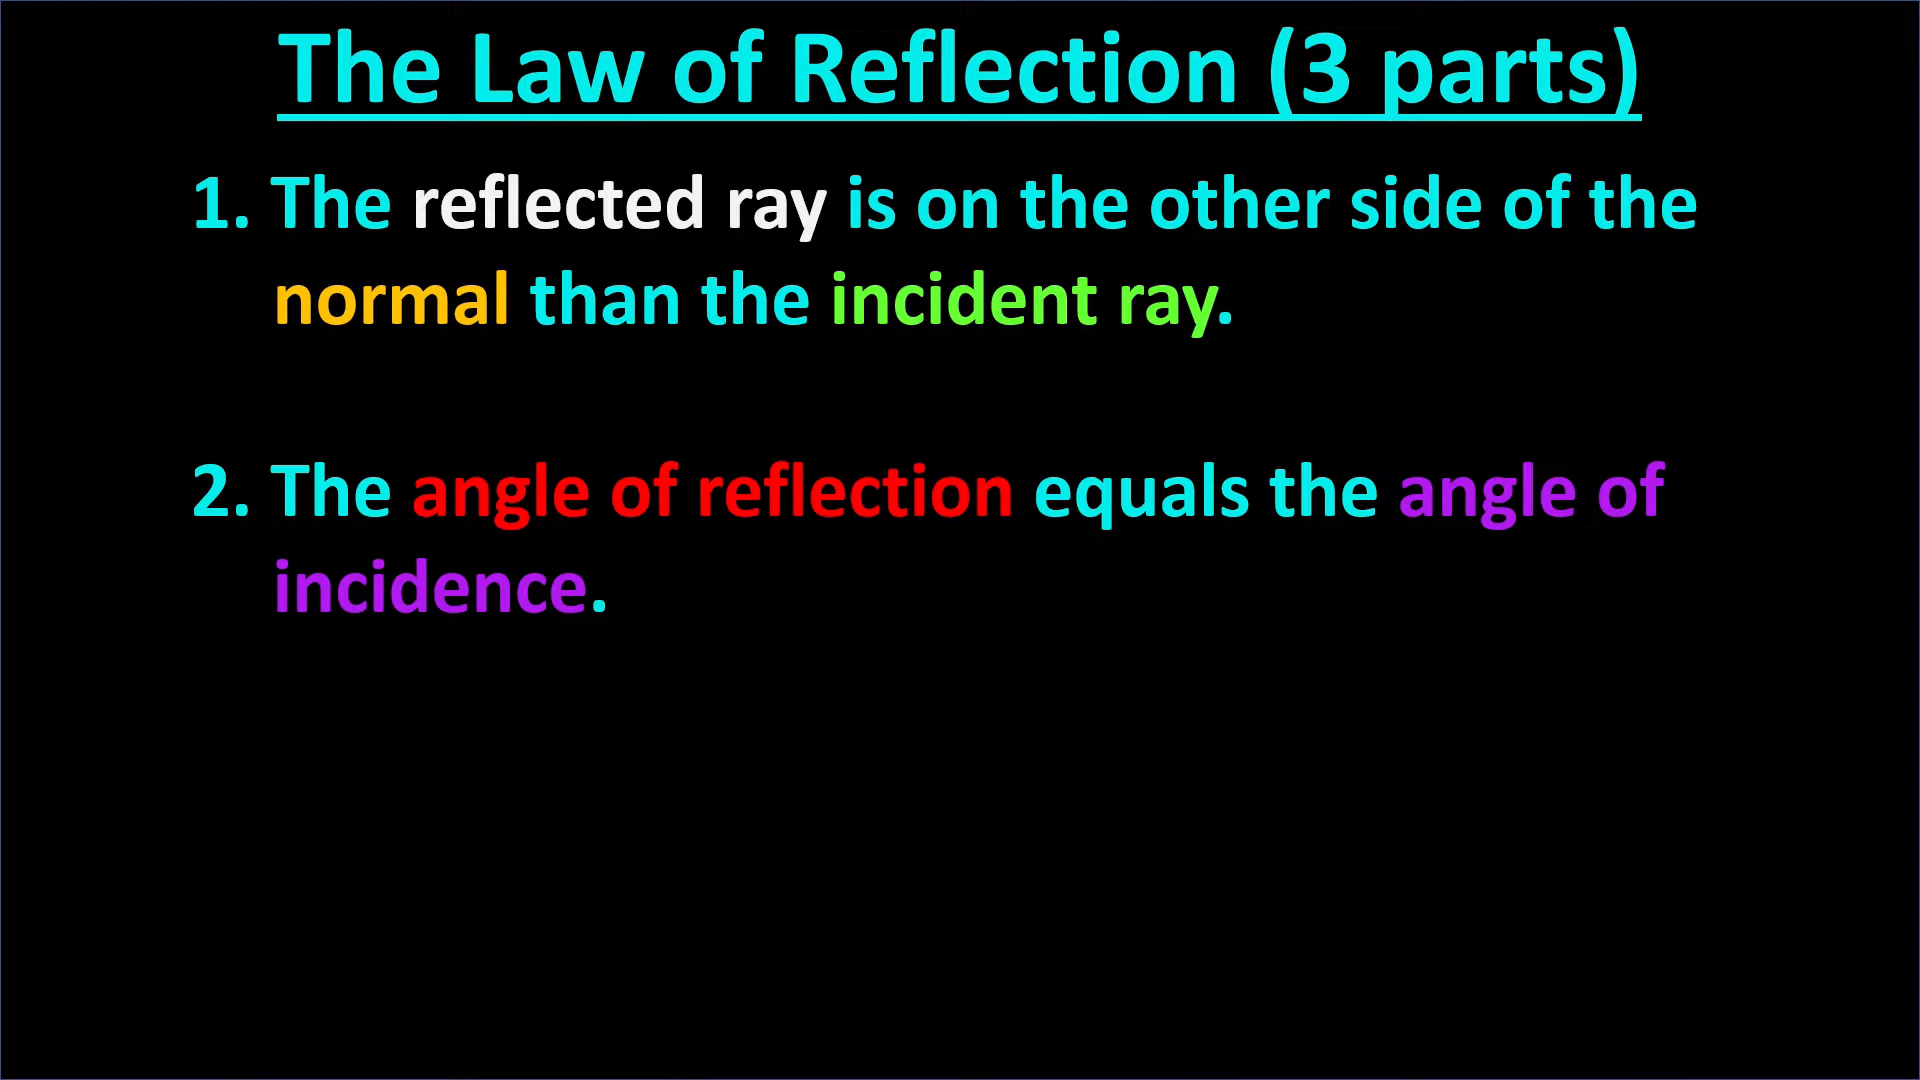 The Law of Reflection (3 parts)
1. The reflected ray is on the other side of the
normal than the incident ray.
2. The angle of reflection equals the angle of
incidence.